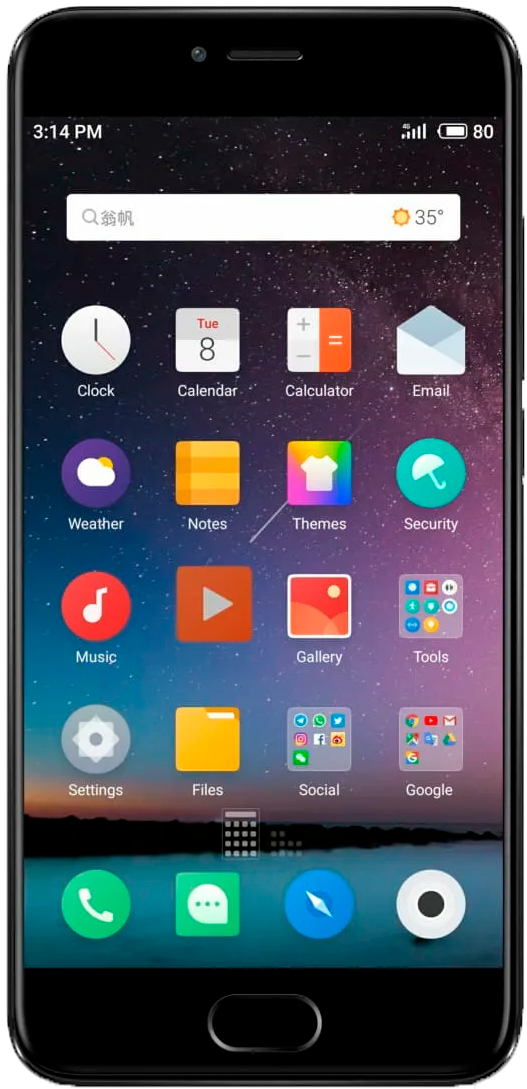 3:14 PM 4G 80
翁帆 35°
Tue
8
Clock Calendar Calculator Email
Weather Notes Themes Security
Music Gallery Tools
Settings Files Social Google